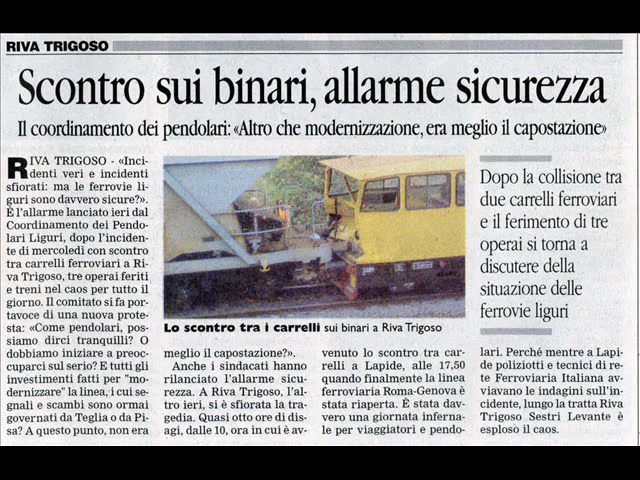 RIVA TRIGOSO
Scontro sui binari, allarme sicurezza
Il coordinamento dei pendolari: «Altro che modernizzazione, era meglio il capostazione»
RIVA TRIGOSO - «Inci-
denti veri e incidenti
sfiorati: ma le ferrovie li-
guri sono davvero sicure?».
È l'allarme lanciato ieri dal
Coordinamento dei Pendo-
lari Liguri, dopo l'incidente
di mercoledì con scontro
tra carrelli ferroviari a Ri-
va Trigoso, tre operai feriti
e treni nel caos per tutto il
giorno. Il comitato si fa por-
tavoce di una nuova prote-
sta: «Come pendolari, pos-
siamo dirci tranquilli? O
dobbiamo iniziare a preoc-
cuparci sul serio? E tutti gli
investimenti fatti per "mo-
dernizzare" la linea, i cui se-
gnali e scambi sono ormai
governati da Teglia o da Pi-
sa? A questo punto, non era
Lo scontro tra i carrelli sui binari a Riva Trigoso
meglio il capostazione?».
Anche i sindacati hanno
rilanciato l'allarme sicu-
rezza. A Riva Trigoso, l'al-
tro ieri, si è sfiorata la tra-
gedia. Quasi otto ore di di-
sagi, dalle 10, ora in cui è av-
venuto lo scontro tra car-
relli a Lapide, alle 17,50
quando finalmente la linea
ferroviaria Roma-Genova è
stata riaperta. È stata dav-
vero una giornata inferna-
le per viaggiatori e pendo-
Dopo la collisione tra
due carrelli ferroviari
e il ferimento di tre
operai si torna a
discutere della
situazione delle
ferrovie liguri
lari. Perché mentre a Lapi-
de poliziotti e tecnici di re-
te Ferroviaria Italiana av-
viavano le indagini sull'in-
cidente, lungo la tratta Riva
Trigoso Sestri Levante è
esploso il caos.